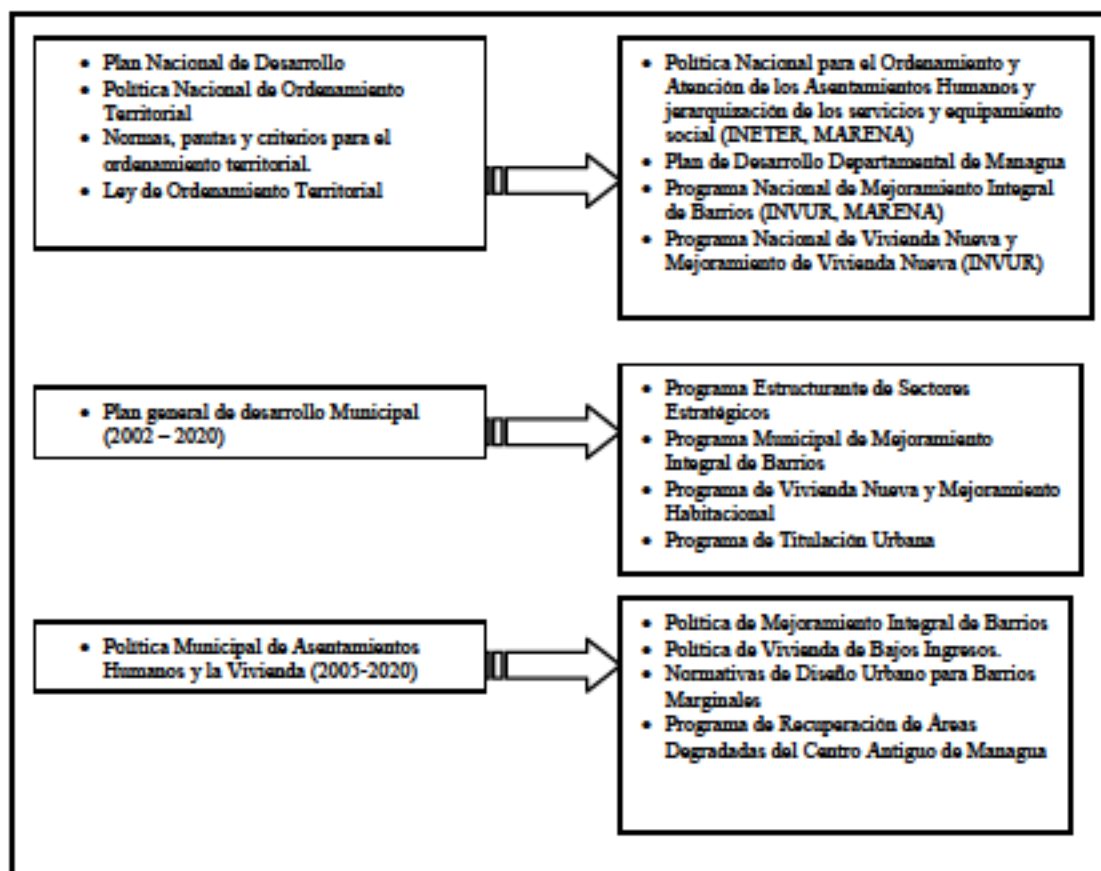 • Plan Nacional de Desarrollo
• Política Nacional de Ordenamiento
Territorial
• Normas, pautas y criterios para el
ordenamiento territorial.
• Ley de Ordenamiento Territorial
• Política Nacional para el Ordenamiento y
Atención de los Asentamientos Humanos y
jerarquización de los servicios y equipamiento
social (INETER, MARENA)
• Plan de Desarrollo Departamental de Managua
• Programa Nacional de Mejoramiento Integral
de Barrios (INVUR, MARENA)
• Programa Nacional de Vivienda Nueva y
Mejoramiento de Vivienda Nueva (INVUR)
• Plan general de desarrollo Municipal
(2002 – 2020)
• Programa Estructurante de Sectores
Estratégicos
• Programa Municipal de Mejoramiento
Integral de Barrios
• Programa de Vivienda Nueva y Mejoramiento
Habitacional
• Programa de Titulación Urbana
• Política Municipal de Asentamientos
Humanos y la Vivienda (2005-2020)
• Política de Mejoramiento Integral de Barrios
• Política de Vivienda de Bajos Ingresos.
• Normativas de Diseño Urbano para Barrios
Marginales
• Programa de Recuperación de Áreas
Degradadas del Centro Antiguo de Managua